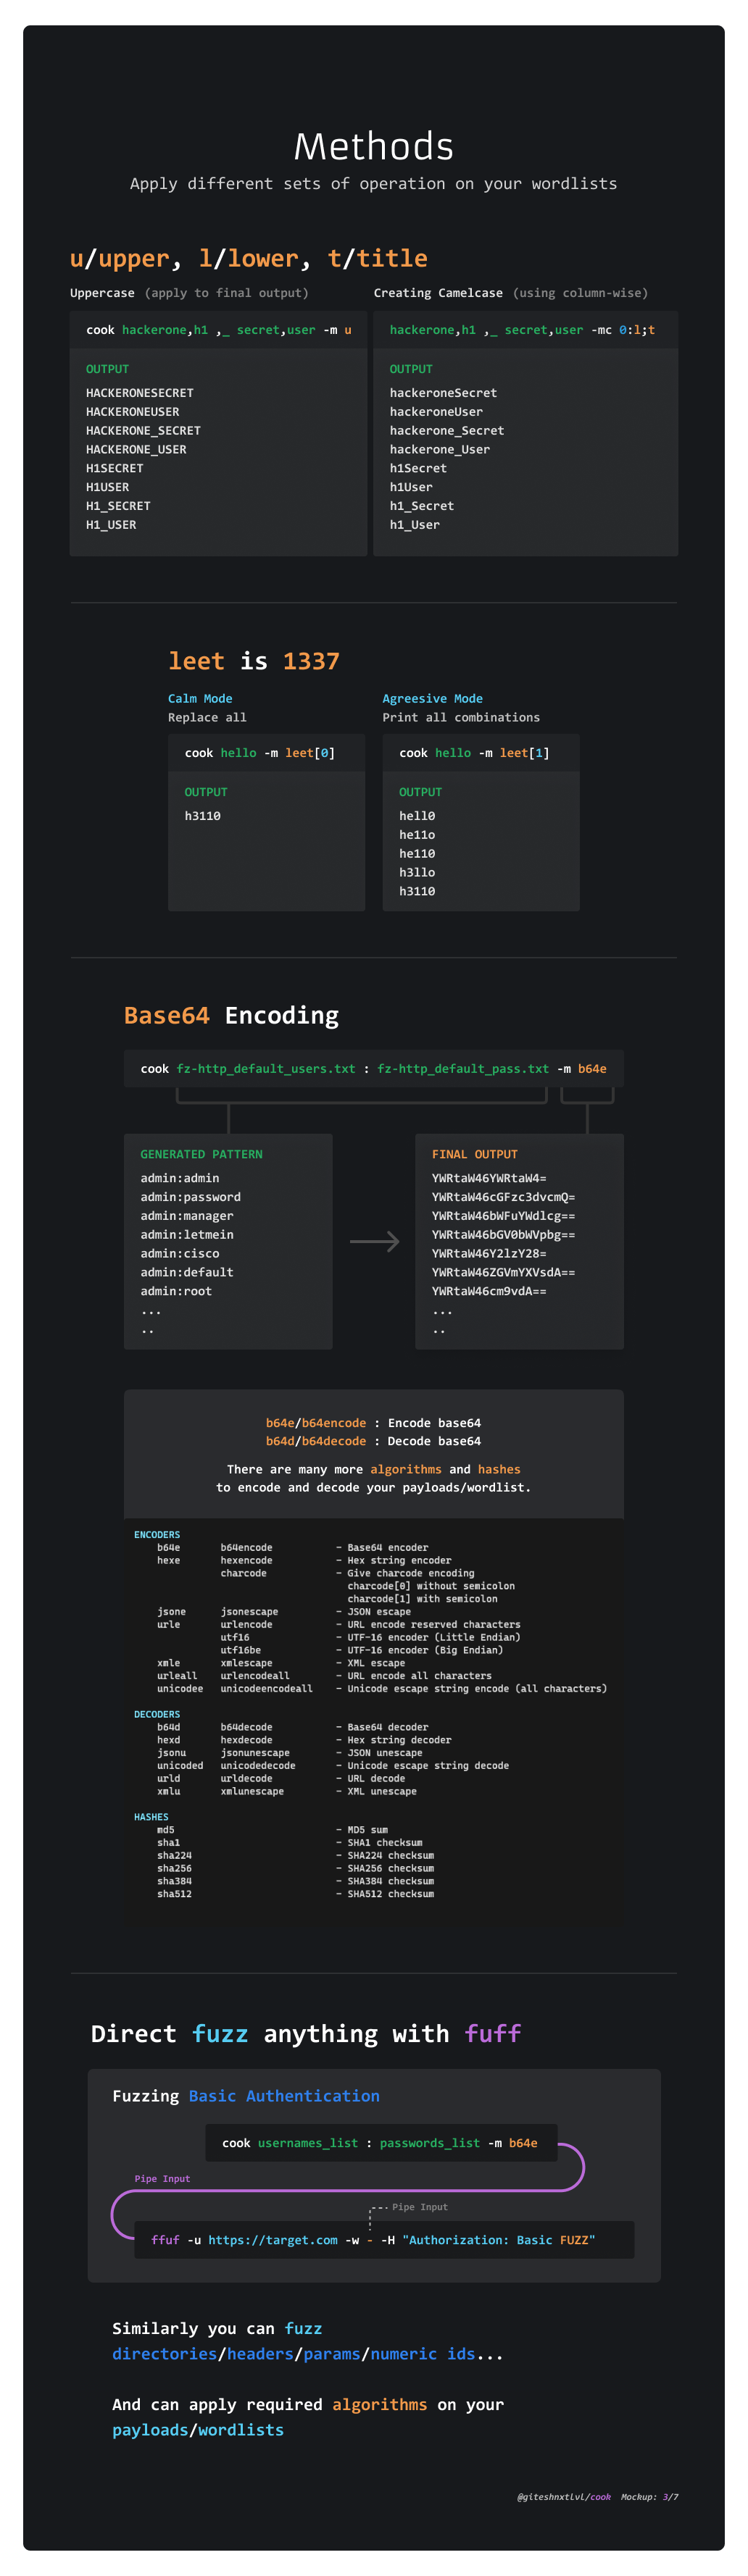 Methods
Apply different sets of operation on your wordlists
u/upper, l/lower, t/title
Uppercase (apply to final output)
cook hackerone,h1 ,_ secret,user -m u
OUTPUT
HACKERONESECRET
HACKERONEUSER
HACKERONE_SECRET
HACKERONE_USER
H1SECRET
H1USER
H1_SECRET
H1_USER
Creating Camelcase (using column-wise)
hackerone,h1 ,_ secret,user -mc 0:l;t
OUTPUT
hackeroneSecret
hackeroneUser
hackerone_Secret
hackerone_User
h1Secret
h1User
h1_Secret
h1_User
leet is 1337
Calm Mode
Replace all
cook hello -m leet[0]
OUTPUT
h3110
Agreesive Mode
Print all combinations
cook hello -m leet[1]
OUTPUT
hell0
he11o
he110
h3llo
h3110
Base64 Encoding
cook fz-http_default_users.txt : fz-http_default_pass.txt -m b64e
GENERATED PATTERN
admin:admin
admin:password
admin:manager
admin:letmein
admin:cisco
admin:default
admin:root
...
..
FINAL OUTPUT
YWRtaW46YWRtaW4=
YWRtaW46cGFzc3dvcmQ=
YWRtaW46bWFuYWdlcg==
YWRtaW46bGV0bWVpbg==
YWRtaW46Y2lzY28=
YWRtaW46ZGVmYXVsdA==
YWRtaW46cm9vdA==
...
..
b64e/b64encode : Encode base64
b64d/b64decode : Decode base64
There are many more algorithms and hashes
to encode and decode your payloads/wordlist.
ENCODERS
b64e b64encode - Base64 encoder
hexe hexencode - Hex string encoder
charcode - Give charcode encoding
charcode[0] without semicolon
charcode[1] with semicolon
jsone jsonescape - JSON escape
urle urlencode - URL encode reserved characters
utf16 - UTF-16 encoder (Little Endian)
utf16be - UTF-16 encoder (Big Endian)
xmle xmlescape - XML escape
urleall urlencodeall - URL encode all characters
unicodee unicodeencodeall - Unicode escape string encode (all characters)
DECODERS
b64d b64decode - Base64 decoder
hexd hexdecode - Hex string decoder
jsonu jsonunescape - JSON unescape
unicoded unicodedecode - Unicode escape string decode
urld urldecode - URL decode
xmlu xmlunescape - XML unescape
HASHES
md5 - MD5 sum
sha1 - SHA1 checksum
sha224 - SHA224 checksum
sha256 - SHA256 checksum
sha384 - SHA384 checksum
sha512 - SHA512 checksum
Direct fuzz anything with fuff
Fuzzing Basic Authentication
cook usernames_list : passwords_list -m b64e
Pipe Input
Pipe Input
ffuf -u https://target.com -w - -H "Authorization: Basic FUZZ"
Similarly you can fuzz
directories/headers/params/numeric ids...
And can apply required algorithms on your
payloads/wordlists
@giteshnxtlvl/cook Mockup: 3/7